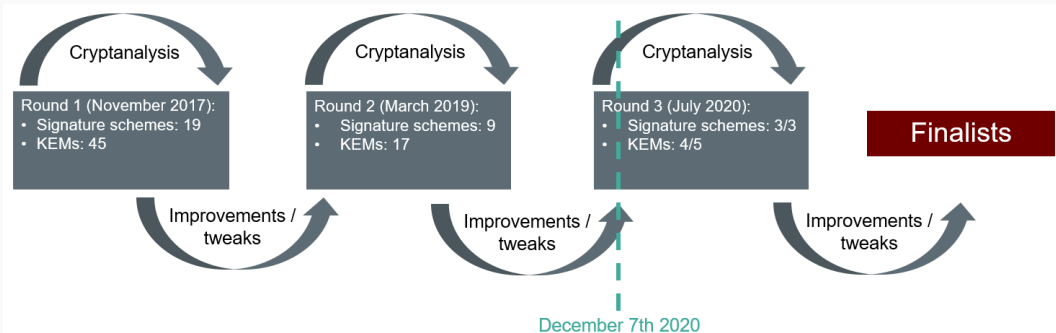 Cryptanalysis
Cryptanalysis
Cryptanalysis
Round 1 (November 2017):
• Signature schemes: 19
• KEMs: 45
Round 2 (March 2019):
• Signature schemes: 9
• KEMs: 17
Round 3 (July 2020):
• Signature schemes: 3/3
• KEMs: 4/5
Finalists
Improvements /
tweaks
Improvements /
tweaks
Improvements /
tweaks
December 7th 2020